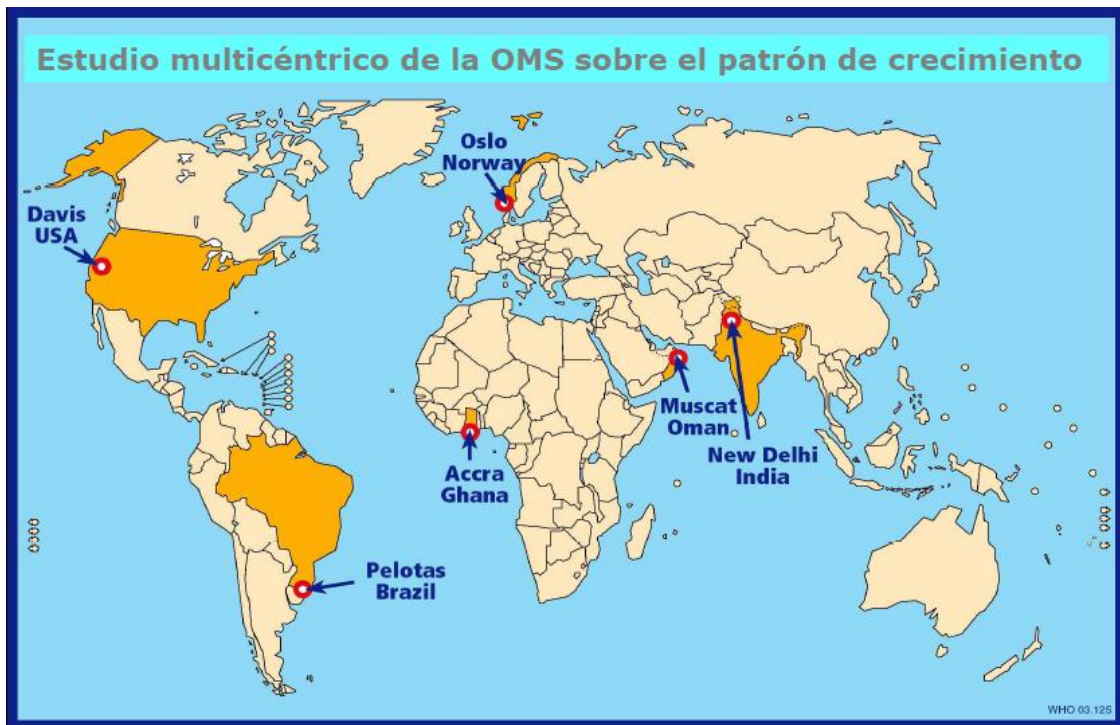 Estudio multicéntrico de la OMS sobre el patrón de crecimiento
Oslo
Norway
Davis
USA
Muscat
Oman
New Delhi
India
Accra
Ghana
Pelotas
Brazil
WHO 03.125